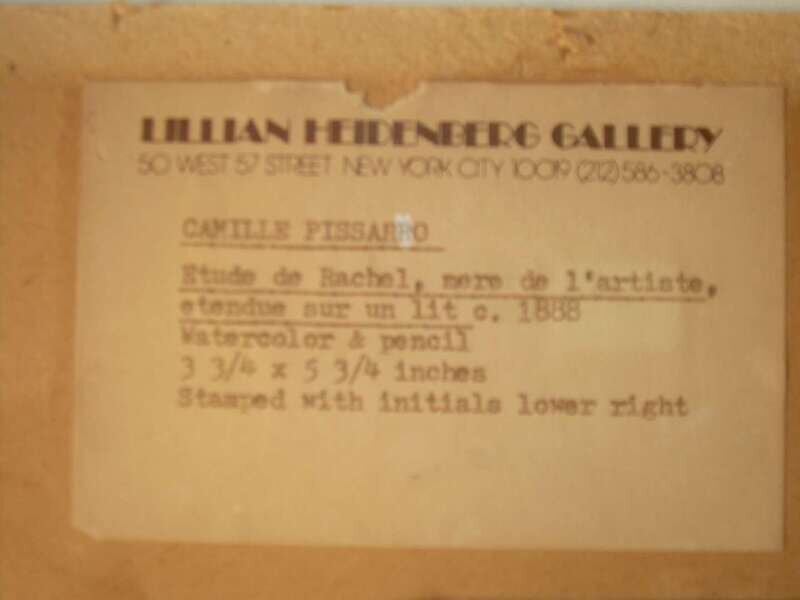 LILLIAN HEIDENBERG GALLERY
50 WEST 57 STREET NEW YORK CITY 10019 (212) 586-3808
CAMILLE PISSARRO
Etude de Rachel, mere de l'artiste,
etendue sur un lit c. 1888
Watercolor & pencil
3 3/4 x 5 3/4 inches
Stamped with initials lower right